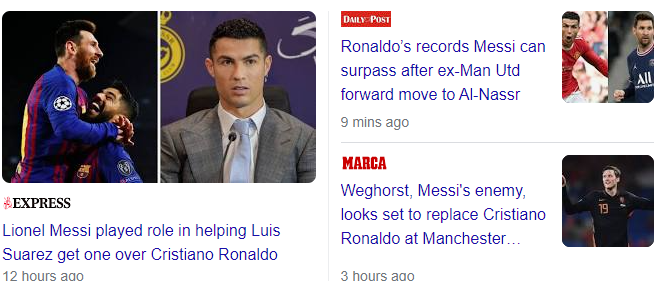 EXPRESS
Lionel Messi played role in helping Luis
Suarez get one over Cristiano Ronaldo
12 hours ago
DAILY POST
Ronaldo’s records Messi can
surpass after ex-Man Utd
forward move to Al-Nassr
9 mins ago
MARCA
Weghorst, Messi's enemy,
looks set to replace Cristiano
Ronaldo at Manchester…
3 hours ago
19